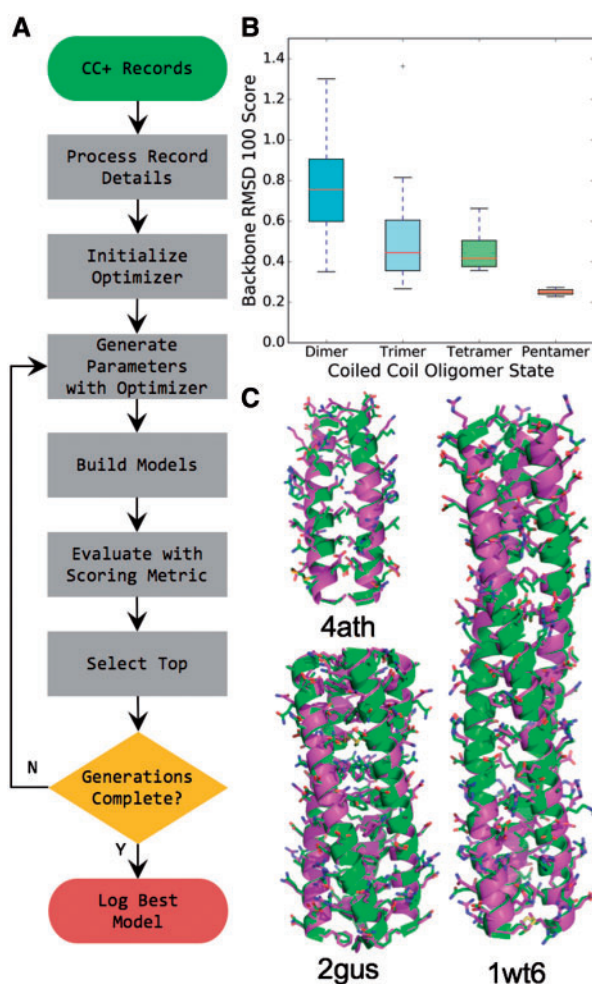 A
CC+ Records
Process Record
Details
Initialize
Optimizer
Generate
Parameters
with Optimizer
Build Models
Evaluate with
Scoring Metric
Select Top
N
Generations
Complete?
Y
Log Best
Model
B
Backbone RMSD 100 Score
1.4
1.2
1.0
0.8
0.6
0.4
0.2
0.0
Dimer Trimer Tetramer Pentamer
Coiled Coil Oligomer State
C
4ath
2gus
1wt6